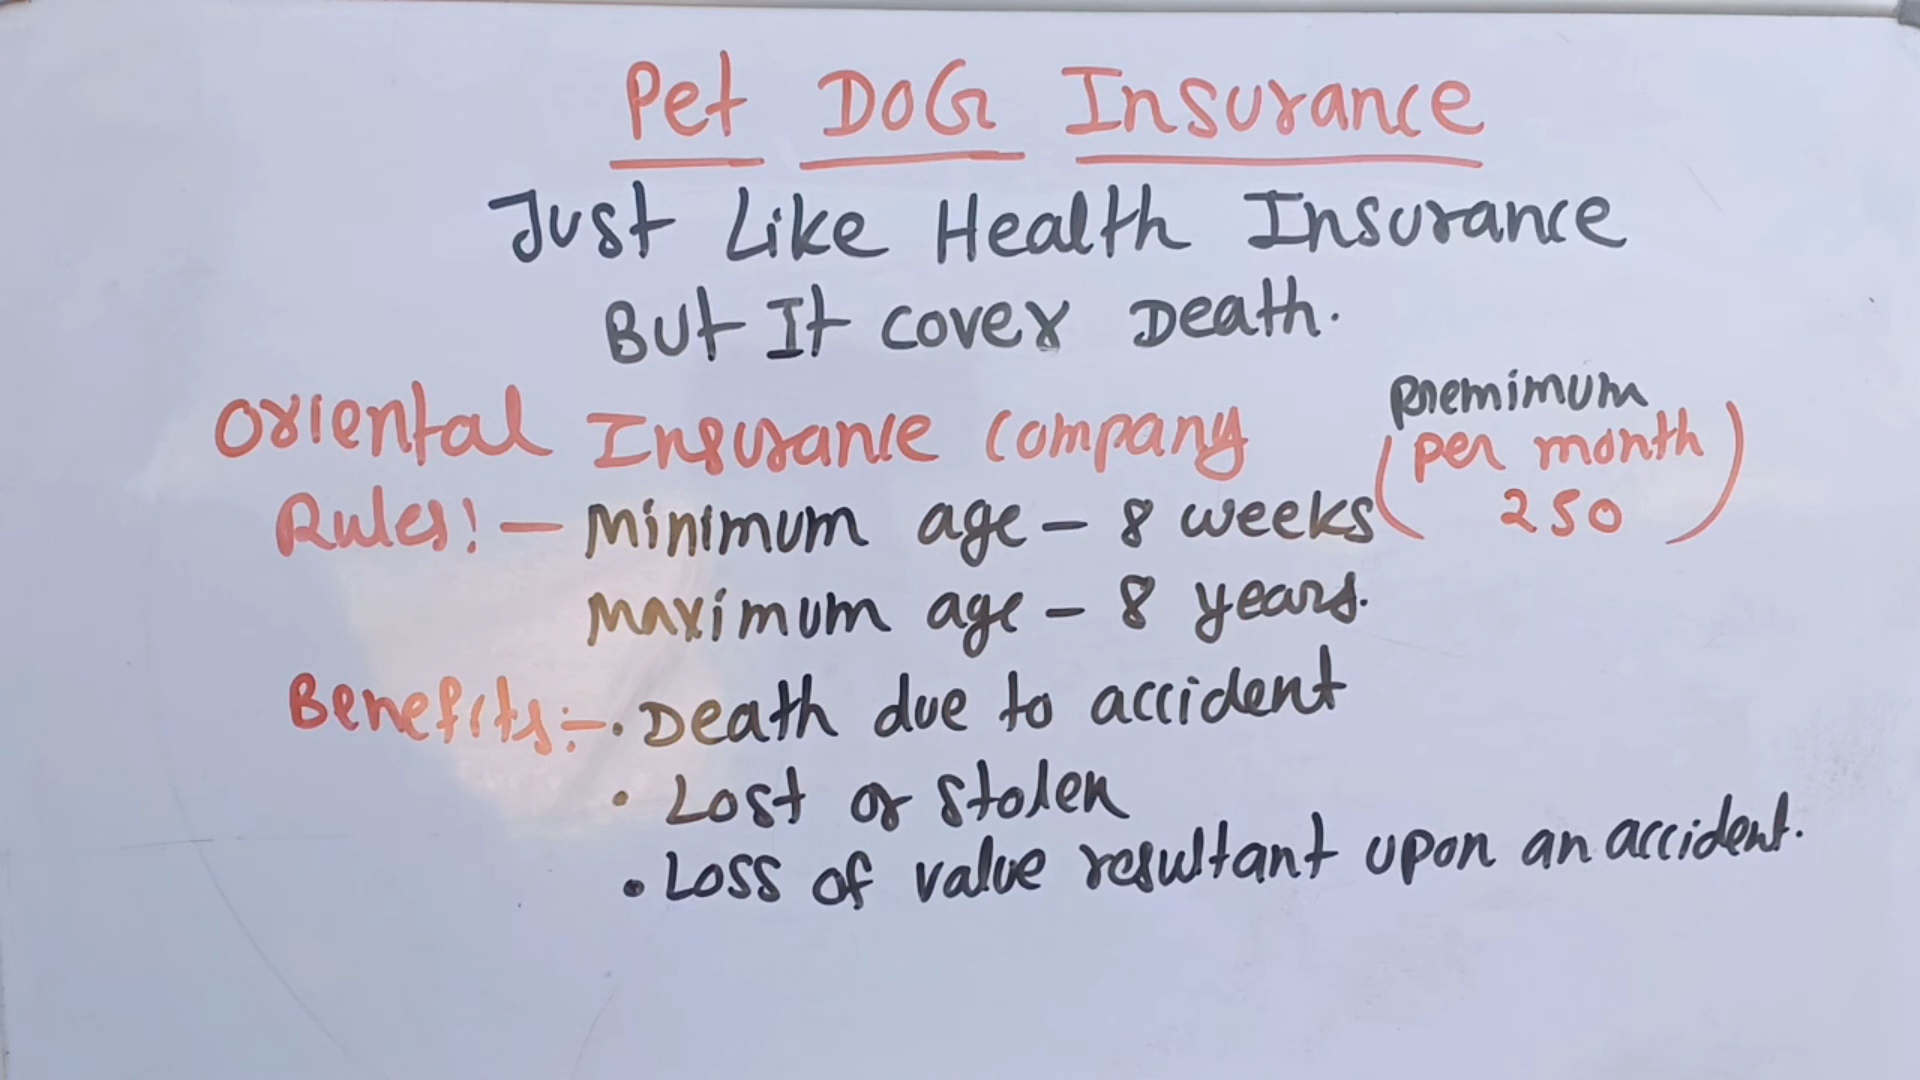 Pet DOG Insurance
Just Like Health Insurance
But It cover Death.
Oriental Insurance Company
premimum
(per month
250)
Rules:- Minimum age - 8 weeks
Maximum age - 8 years.
Benefits:- • Death due to accident
• Lost or stolen
• Loss of value resultant upon an accident.